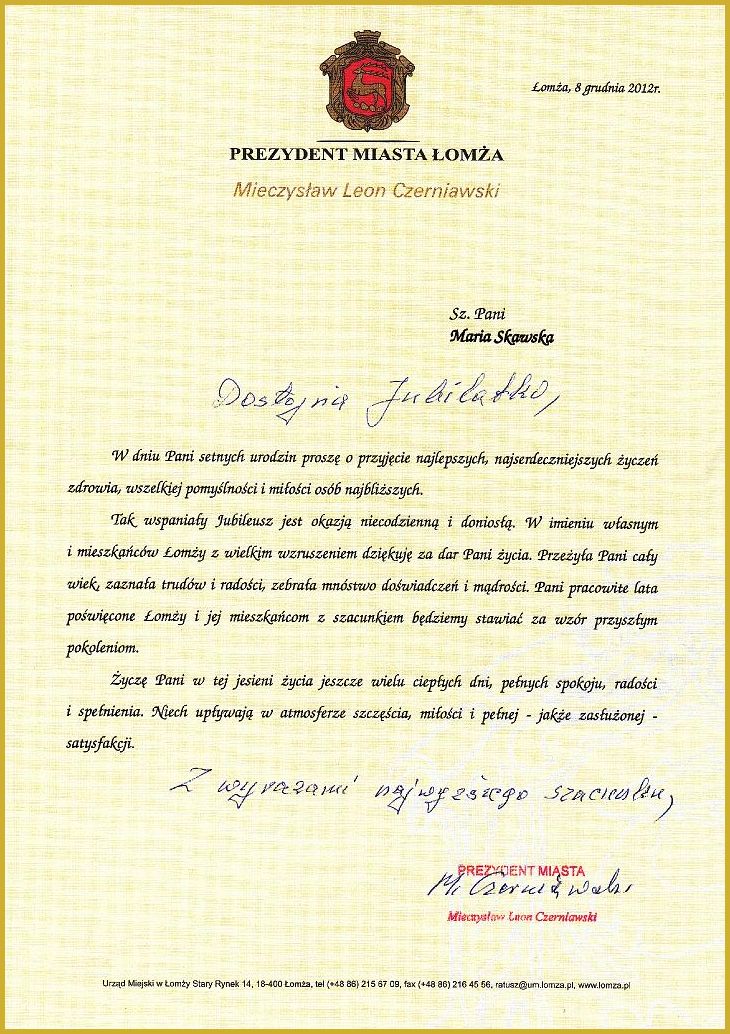 Łomża, 8 grudnia 2012r.
PREZYDENT MIASTA ŁOMŻA
Mieczysław Leon Czerniawski
Sz. Pani
Maria Skawska
Dostojna Jubilatko,
W dniu Pani setnych urodzin proszę o przyjęcie najlepszych, najserdeczniejszych życzeń
zdrowia, wszelkiej pomyślności i miłości osób najbliższych.
Tak wspaniały Jubileusz jest okazją niecodzienną i doniosłą. W imieniu własnym
i mieszkańców Łomży z wielkim wzruszeniem dziękuję za dar Pani życia. Przeżyła Pani cały
wiek, zaznała trudów i radości, zebrała mnóstwo doświadczeń i mądrości. Pani pracowite lata
poświęcone Łomży i jej mieszkańcom z szacunkiem będziemy stawiać za wzór przyszłym
pokoleniom.
Życzę Pani w tej jesieni życia jeszcze wielu ciepłych dni, pełnych spokoju, radości
i spełnienia. Niech upływają w atmosferze szczęścia, miłości i pełnej - jakże zasłużonej -
satysfakcji.
Z wyrazami najwyższego szacunku,
PREZYDENT MIASTA
M. Czerniawski
Mieczysław Leon Czerniawski
Urząd Miejski w Łomży Stary Rynek 14, 18-400 Łomża, tel (+48 86) 215 67 09, fax (+48 86) 216 45 56, ratusz@um.lomza.pl, www.lomza.pl